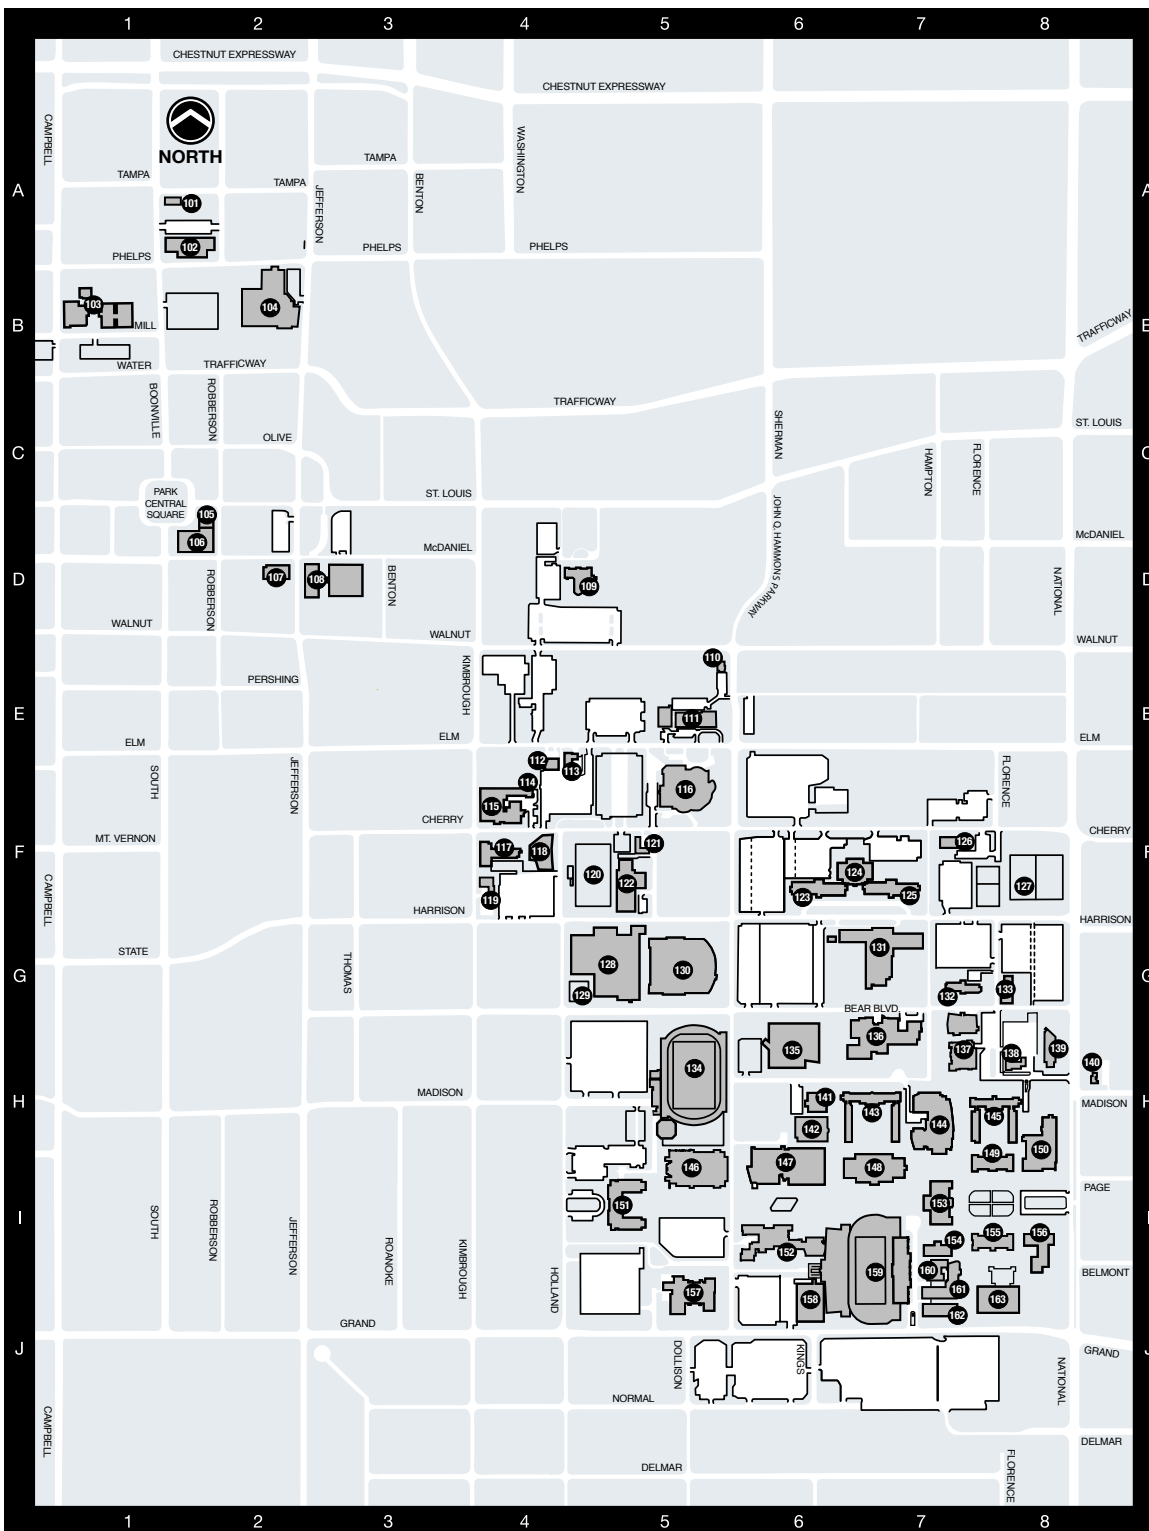 1 2 3 4 5 6 7 8
CHESTNUT EXPRESSWAY
CHESTNUT EXPRESSWAY
CAMPBELL
NORTH
WASHINGTON
TAMPA
TAMPA
TAMPA
A
A
JEFFERSON
BENTON
101
102
PHELPS
PHELPS
PHELPS
103
104
B
MILL
TRAFFICWAY
WATER
TRAFFICWAY
BOONVILLE
ROBBERSON
TRAFFICWAY
SHERMAN
ST. LOUIS
OLIVE
C
HAMPTON
FLORENCE
ST. LOUIS
PARK
CENTRAL
SQUARE
105
106
JOHN Q. HAMMONS PARKWAY
McDANIEL
McDANIEL
D
107
108
109
ROBBERSON
BENTON
NATIONAL
WALNUT
WALNUT
WALNUT
110
KIMBROUGH
PERSHING
E
111
ELM
ELM
ELM
SOUTH
JEFFERSON
FLORENCE
112
113
114
115
116
CHERRY
CHERRY
MT. VERNON
F
117
118
119
120
121
122
123
124
125
126
127
CAMPBELL
HARRISON
HARRISON
STATE
THOMAS
G
128
129
130
131
132
133
BEAR BLVD.
134
135
136
137
138
139
140
MADISON
MADISON
H
141
142
143
144
145
146
147
148
149
150
PAGE
I
151
152
153
154
155
156
SOUTH
ROBBERSON
JEFFERSON
ROANOKE
KIMBROUGH
HOLLAND
BELMONT
157
158
159
160
161
162
163
GRAND
GRAND
J
DOLLISON
KINGS
NATIONAL
NORMAL
CAMPBELL
DELMAR
DELMAR
FLORENCE
1 2 3 4 5 6 7 8